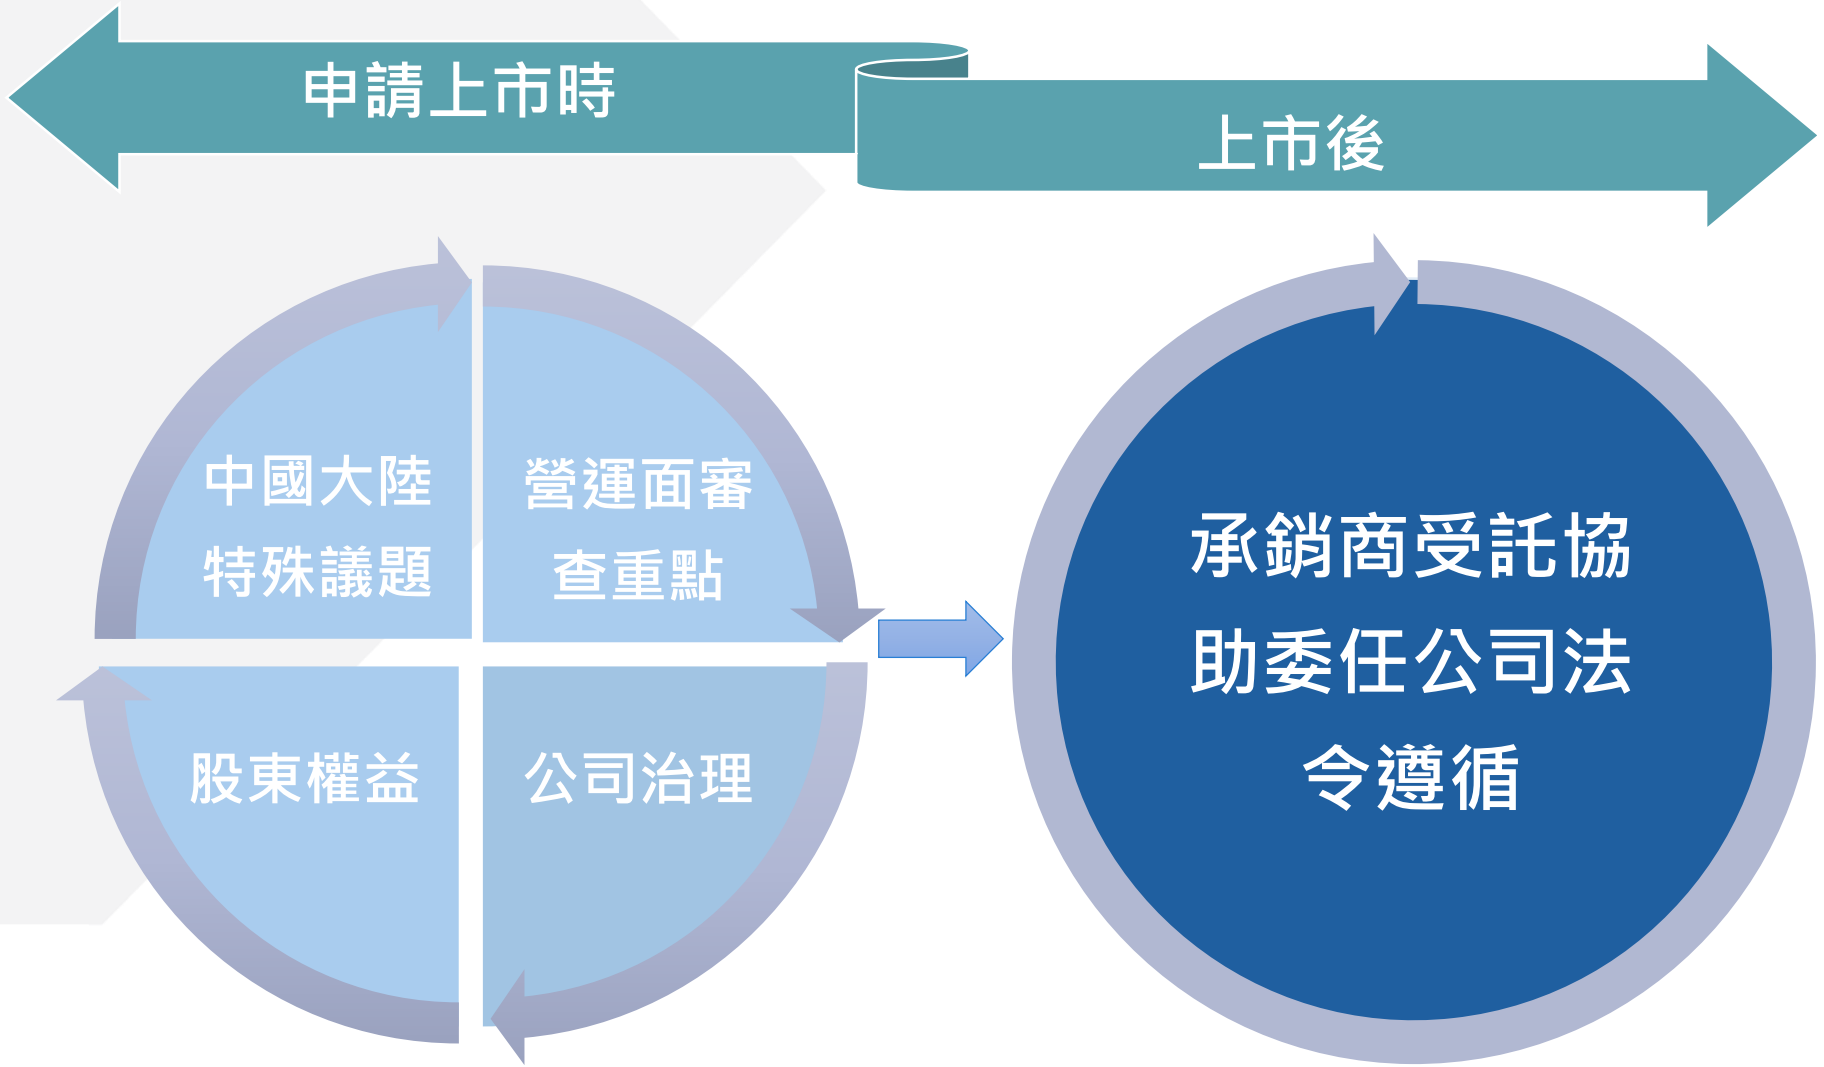 申請上市時
上市後
中國大陸
特殊議題
營運面審
查重點
股東權益
公司治理
承銷商受託協
助委任公司法
令遵循